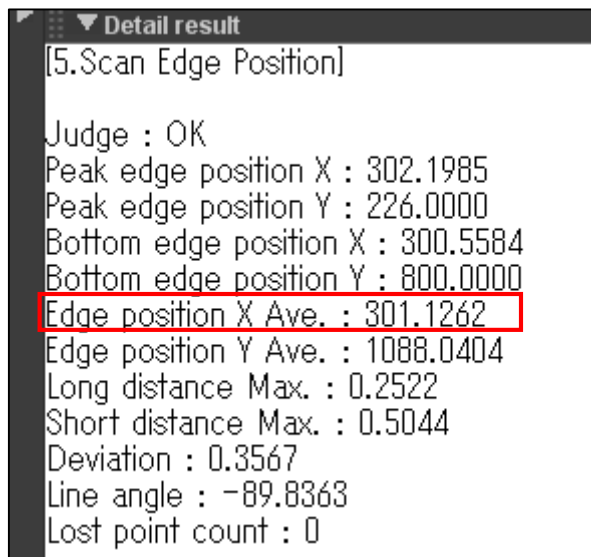 Detail result
[5.Scan Edge Position]
Judge : OK
Peak edge position X : 302.1985
Peak edge position Y : 226.0000
Bottom edge position X : 300.5584
Bottom edge position Y : 800.0000
Edge position X Ave. : 301.1262
Edge position Y Ave. : 1088.0404
Long distance Max. : 0.2522
Short distance Max. : 0.5044
Deviation : 0.3567
Line angle : -89.8363
Lost point count : 0